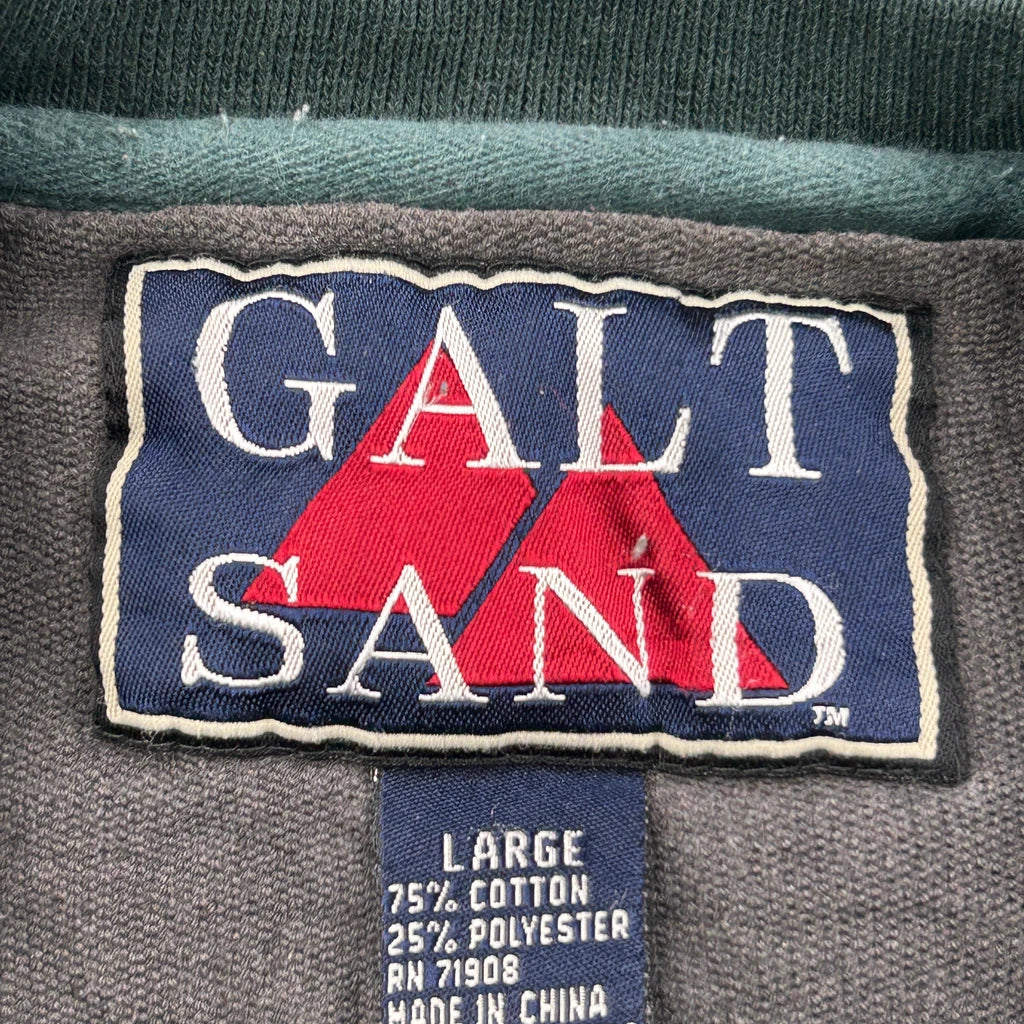 GALT
SAND
TM
LARGE
75% COTTON
25% POLYESTER
RN 71908
MADE IN CHINA